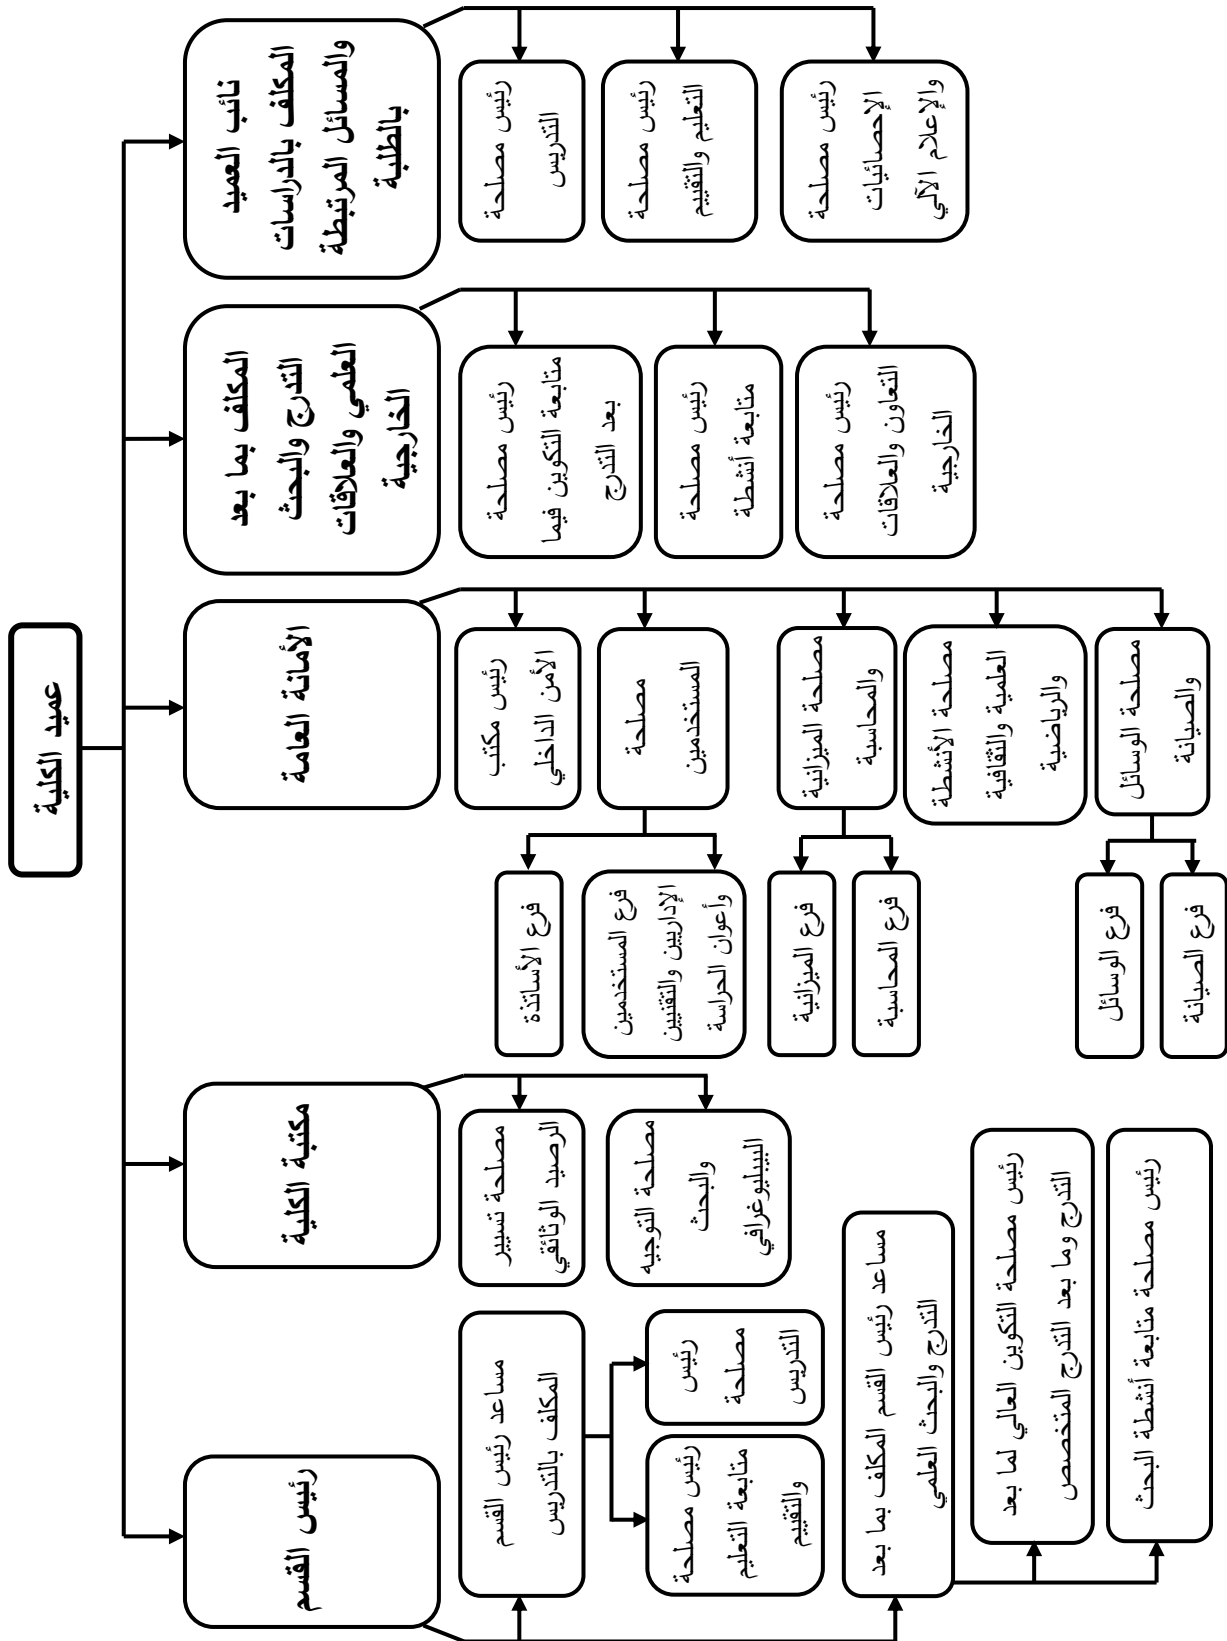 عميد الكلية
نائب العميد
المكلف بالدراسات
والمسائل المرتبطة
بالطلبة
رئيس مصلحة
التدريس
رئيس مصلحة
التعليم والتقييم
رئيس مصلحة
الإحصائيات
والإعلام الآلي
المكلف بما بعد
التدرج والبحث
العلمي والعلاقات
الخارجية
رئيس مصلحة
متابعة التكوين فيما
بعد التدرج
رئيس مصلحة
متابعة أنشطة
رئيس مصلحة
التعاون والعلاقات
الخارجية
الأمانة العامة
رئيس مكتب
الأمن الداخلي
مصلحة
المستخدمين
فرع الأساتذة
فرع المستخدمين
الإداريين والتقنيين
وأعوان الحراسة
مصلحة الميزانية
والمحاسبة
فرع الميزانية
فرع المحاسبة
مصلحة الأنشطة
العلمية والثقافية
والرياضية
مصلحة الوسائل
والصيانة
فرع الوسائل
فرع الصيانة
مكتبة الكلية
مصلحة تسيير
الرصيد الوثائقي
مصلحة التوجيه
والبحث
البيبليوغرافي
رئيس القسم
مساعد رئيس القسم
المكلف بالتدريس
رئيس
مصلحة
التدريس
رئيس مصلحة
متابعة التعليم
والتقييم
مساعد رئيس القسم المكلف بما بعد
التدرج والبحث العلمي
رئيس مصلحة التكوين العالي لما بعد
التدرج وما بعد التدرج المتخصص
رئيس مصلحة متابعة أنشطة البحث